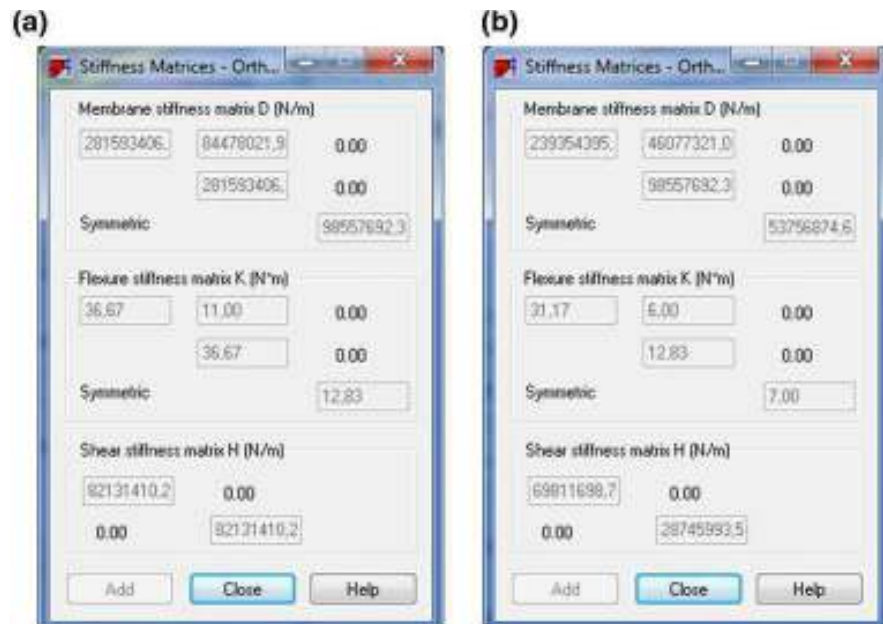 (a)
Stiffness Matrices - Orth...
Membrane stiffness matrix D (N/m)
281593406, 84478021,9 0.00
281593406, 0.00
Symmetric 98557692,3
Flexure stiffness matrix K (N*m)
36,67 11,00 0.00
36,67 0.00
Symmetric 12,83
Shear stiffness matrix H (N/m)
82131410,2 0.00
0.00 82131410,2
Add Close Help
(b)
Stiffness Matrices - Orth...
Membrane stiffness matrix D (N/m)
239354395, 46077321,0 0.00
98557692,3 0.00
Symmetric 53756874,6
Flexure stiffness matrix K (N*m)
31,17 6,00 0.00
12,83 0.00
Symmetric 7,00
Shear stiffness matrix H (N/m)
69811698,7 0.00
0.00 28745993,5
Add Close Help